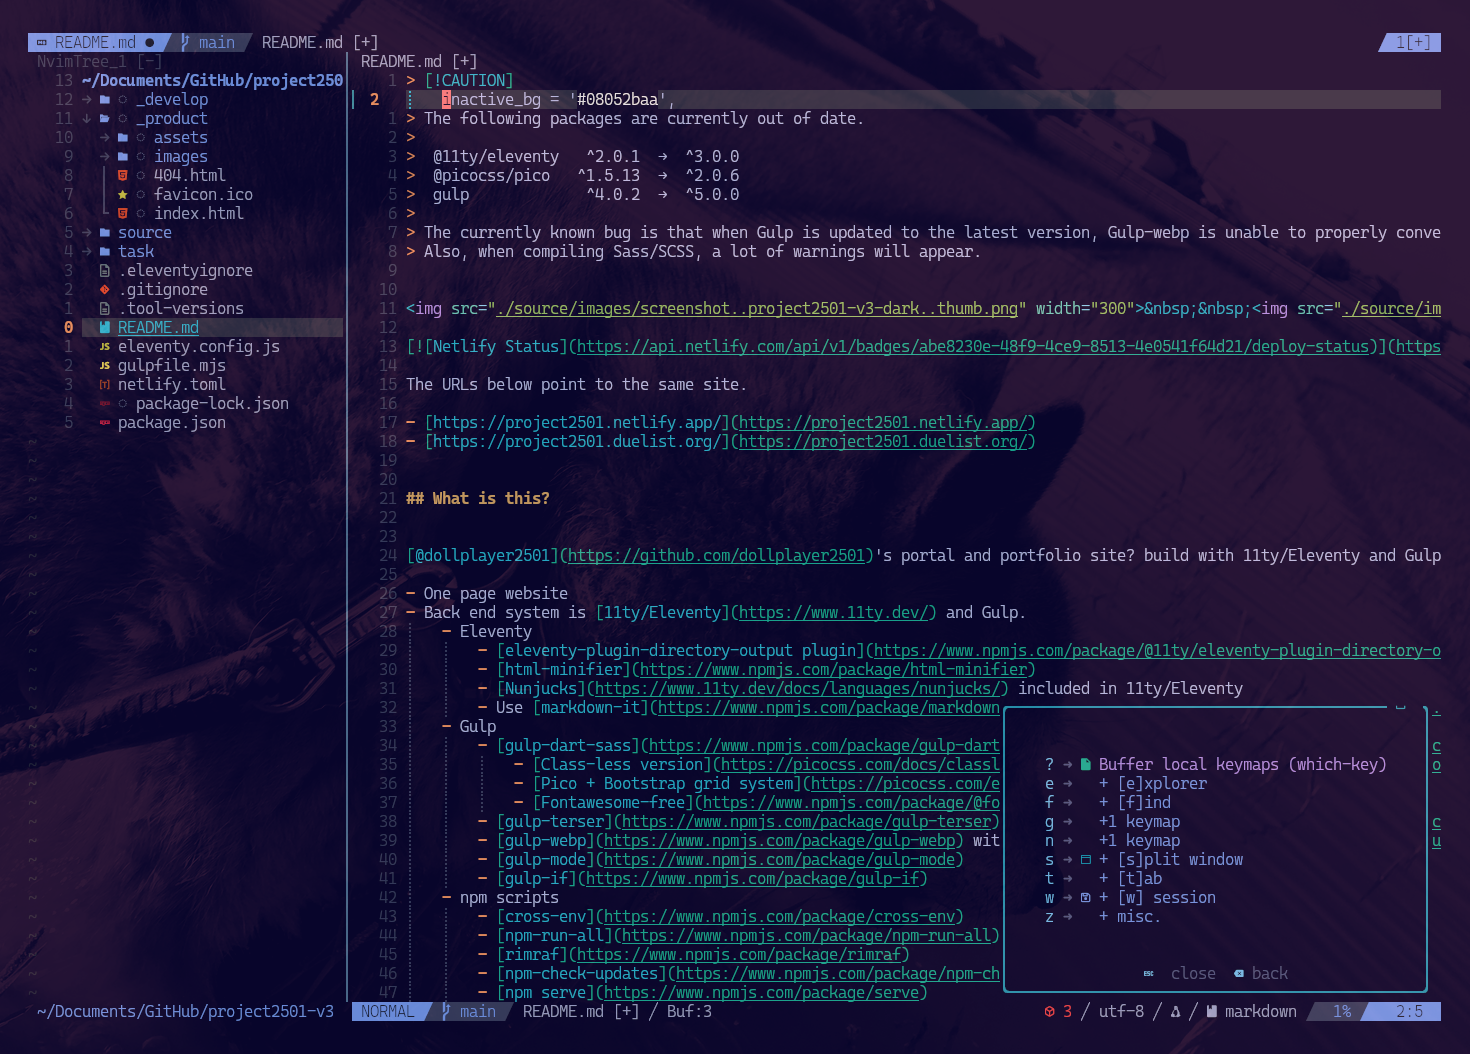 README.md ● main README.md [+] 1[+]
NvimTree_1 [-]
13 ~/Documents/GitHub/project250
12 → _develop
11 ↓ _product
10 → assets
9 → images
8 404.html
7 favicon.ico
6 index.html
5 → source
4 → task
3 .eleventyignore
2 .gitignore
1 .tool-versions
0 README.md
1 JS eleventy.config.js
2 JS gulpfile.mjs
3 [T] netlify.toml
4 package-lock.json
5 package.json
README.md [+]
1 > [!CAUTION]
2 inactive_bg = '#08052baa',
1 > The following packages are currently out of date.
2 >
3 > @11ty/eleventy ^2.0.1 → ^3.0.0
4 > @picocss/pico ^1.5.13 → ^2.0.6
5 > gulp ^4.0.2 → ^5.0.0
6 >
7 > The currently known bug is that when Gulp is updated to the latest version, Gulp-webp is unable to properly conve
8 > Also, when compiling Sass/SCSS, a lot of warnings will appear.
9
10
11 <img src="./source/images/screenshot..project2501-v3-dark..thumb.png" width="300">&nbsp;&nbsp;<img src="./source/im
12
13 [![Netlify Status](https://api.netlify.com/api/v1/badges/abe8230e-48f9-4ce9-8513-4e0541f64d21/deploy-status)](https
14
15 The URLs below point to the same site.
16
17 - [https://project2501.netlify.app/](https://project2501.netlify.app/)
18 - [https://project2501.duelist.org/](https://project2501.duelist.org/)
19
20
21 ## What is this?
22
23
24 [@dollplayer2501](https://github.com/dollplayer2501)'s portal and portfolio site? build with 11ty/Eleventy and Gulp
25
26 - One page website
27 - Back end system is [11ty/Eleventy](https://www.11ty.dev/) and Gulp.
28 - Eleventy
29 - [eleventy-plugin-directory-output plugin](https://www.npmjs.com/package/@11ty/eleventy-plugin-directory-o
30 - [html-minifier](https://www.npmjs.com/package/html-minifier)
31 - [Nunjucks](https://www.11ty.dev/docs/languages/nunjucks/) included in 11ty/Eleventy
32 - Use [markdown-it](https://www.npmjs.com/package/markdown .
33 - Gulp
34 - [gulp-dart-sass](https://www.npmjs.com/package/gulp-dart c
35 - [Class-less version](https://picocss.com/docs/classl o
36 - [Pico + Bootstrap grid system](https://picocss.com/e
37 - [Fontawesome-free](https://www.npmjs.com/package/@fo
38 - [gulp-terser](https://www.npmjs.com/package/gulp-terser) c
39 - [gulp-webp](https://www.npmjs.com/package/gulp-webp) wit u
40 - [gulp-mode](https://www.npmjs.com/package/gulp-mode)
41 - [gulp-if](https://www.npmjs.com/package/gulp-if)
42 - npm scripts
43 - [cross-env](https://www.npmjs.com/package/cross-env)
44 - [npm-run-all](https://www.npmjs.com/package/npm-run-all)
45 - [rimraf](https://www.npmjs.com/package/rimraf)
46 - [npm-check-updates](https://www.npmjs.com/package/npm-ch
47 - [npm serve](https://www.npmjs.com/package/serve)
? → Buffer local keymaps (which-key)
e → + [e]xplorer
f → + [f]ind
g → +1 keymap
n → +1 keymap
s → + [s]plit window
t → + [t]ab
w → + [w] session
z → + misc.
ESC close back
~/Documents/GitHub/project2501-v3 NORMAL main README.md [+] / Buf:3 3 / utf-8 / / markdown 1% 2:5